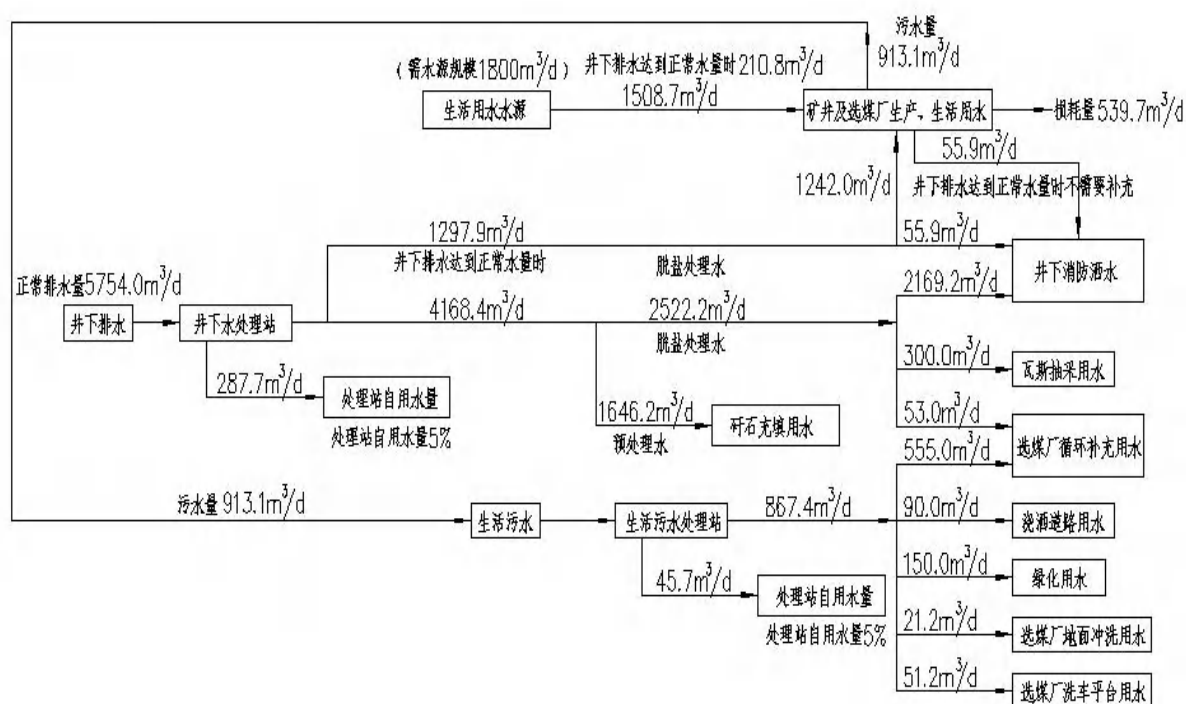 污水量
913.1m³/d
(需水源规模1800m³/d) 井下排水达到正常水量时210.8m³/d
生活用水水源
1508.7m³/d
矿井及选煤厂生产、生活用水
损耗量539.7m³/d
55.9m³/d
1242.0m³/d
井下排水达到正常水量时不需要补充
1297.9m³/d
55.9m³/d
井下排水达到正常水量时
脱盐处理水
井下消防洒水
正常排水量5754.0m³/d
2169.2m³/d
4168.4m³/d
2522.2m³/d
井下排水
井下水处理站
脱盐处理水
300.0m³/d
瓦斯抽采用水
287.7m³/d
处理站自用水量
处理站自用水量5%
1646.2m³/d
预处理水
矸石充填用水
53.0m³/d
选煤厂循环补充用水
555.0m³/d
污水量913.1m³/d
生活污水
生活污水处理站
867.4m³/d
90.0m³/d
浇洒道路用水
45.7m³/d
处理站自用水量
处理站自用水量5%
150.0m³/d
绿化用水
21.2m³/d
选煤厂地面冲洗用水
51.2m³/d
选煤厂洗车平台用水